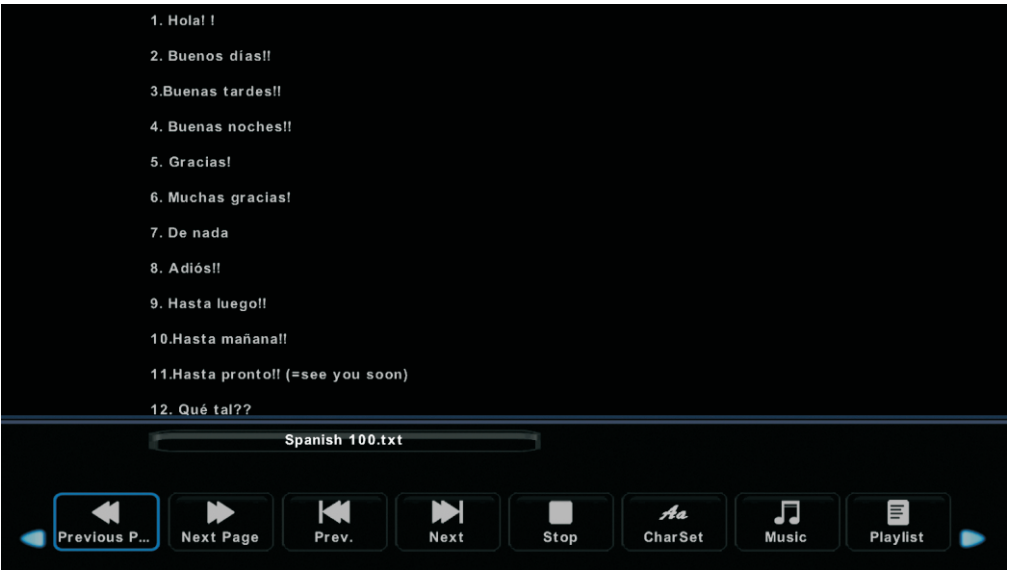 1. Hola! !
2. Buenos días!!
3.Buenas tardes!!
4. Buenas noches!!
5. Gracias!
6. Muchas gracias!
7. De nada
8. Adiós!!
9. Hasta luego!!
10.Hasta mañana!!
11.Hasta pronto!! (=see you soon)
12. Qué tal??
Spanish 100.txt
Previous P... Next Page Prev. Next Stop CharSet Music Playlist